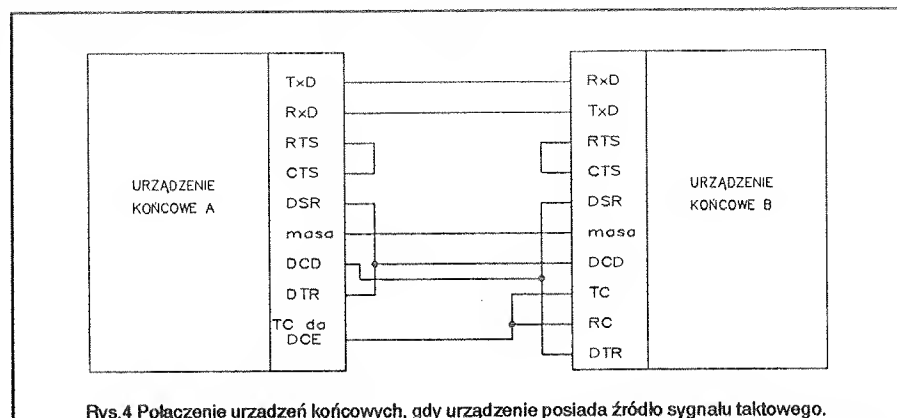 TxD
RxD
RTS
CTS
DSR
masa
DCD
DTR
TC do
DCE
URZĄDZENIE
KOŃCOWE A
RxD
TxD
RTS
CTS
DSR
masa
DCD
TC
RC
DTR
URZĄDZENIE
KOŃCOWE B
Rys.4 Połączenie urządzeń końcowych, gdy urządzenie posiada źródło sygnału taktowego.